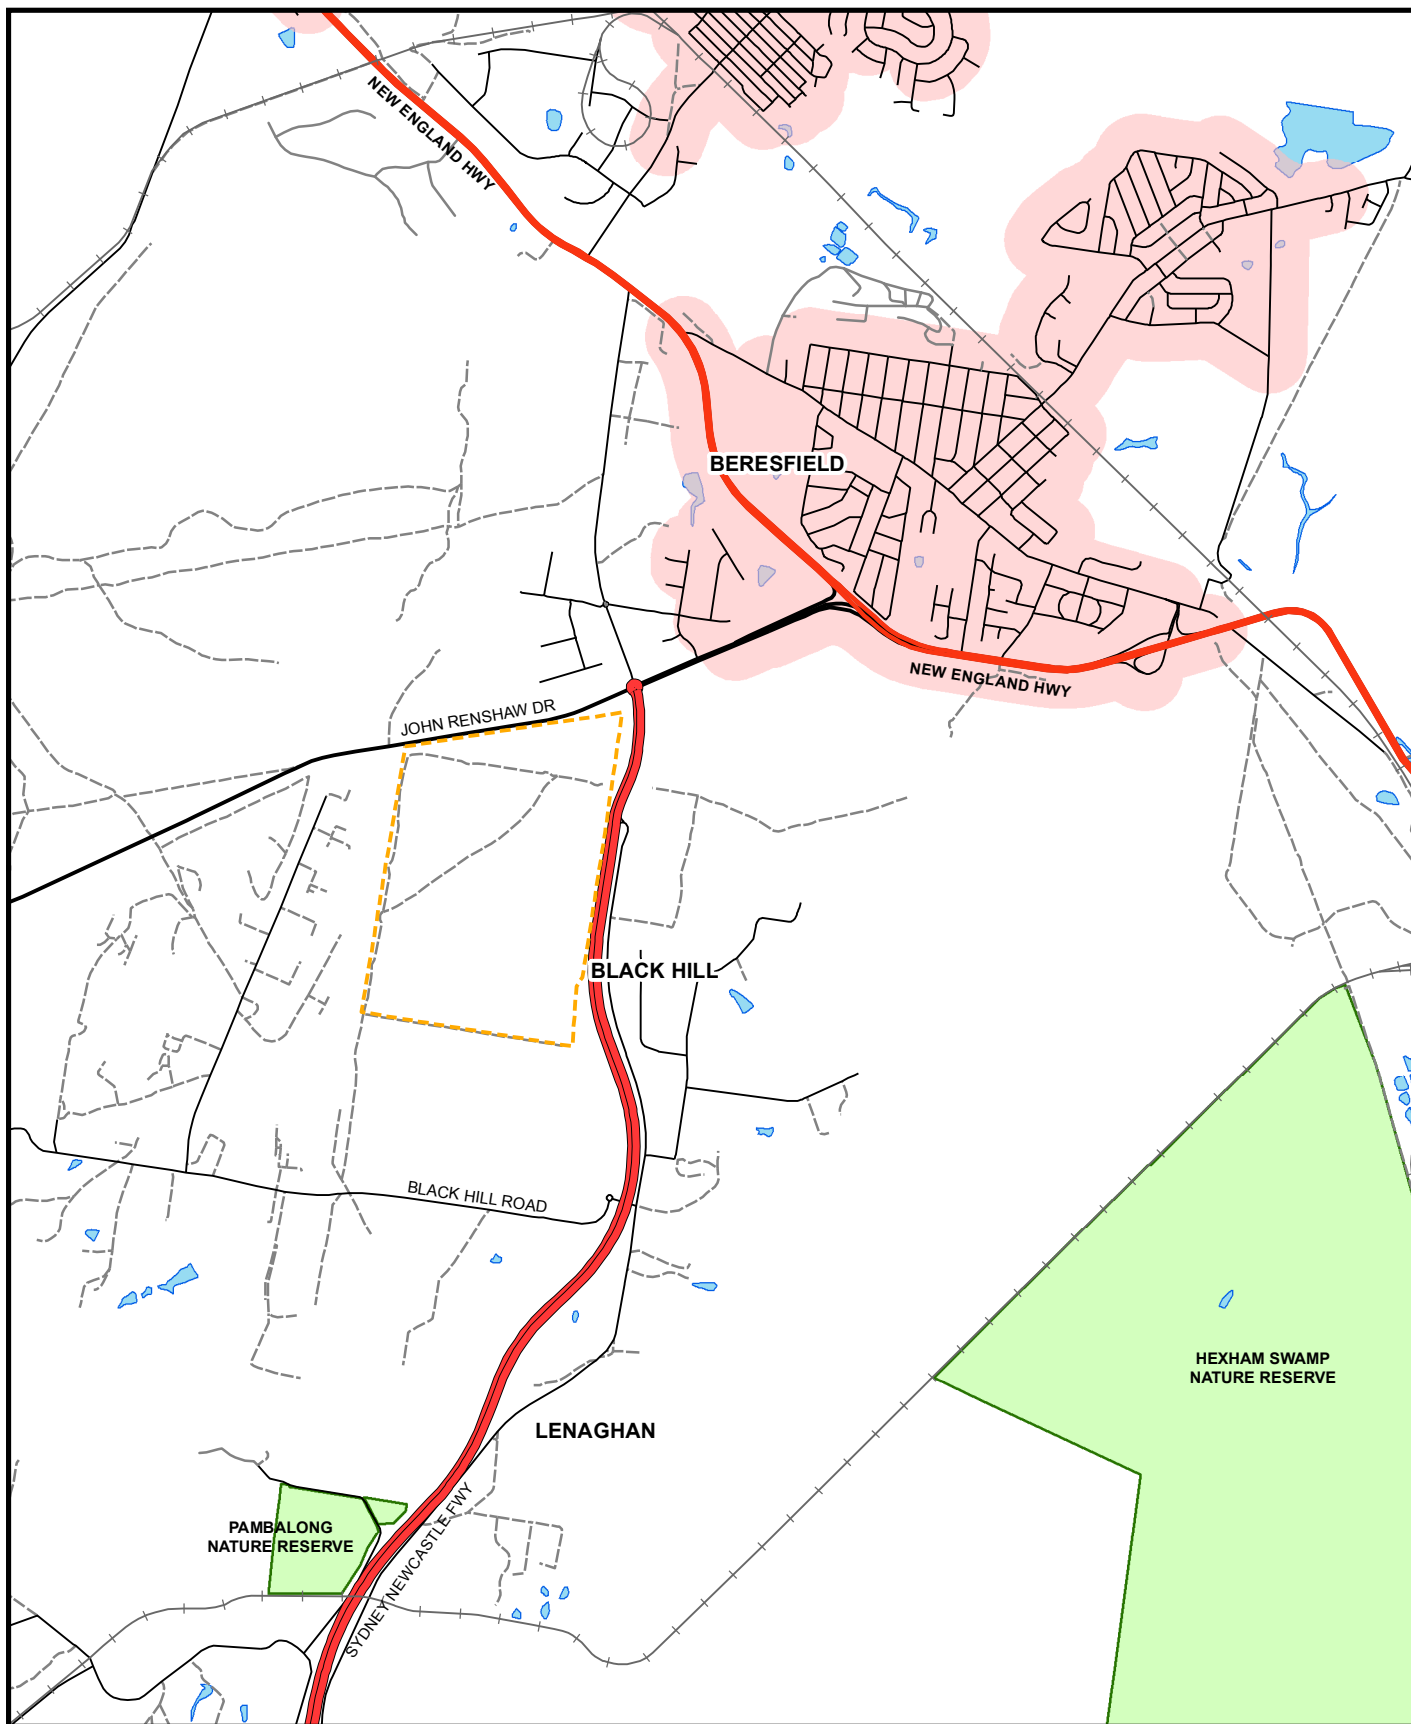 NEW ENGLAND HWY
BERESFIELD
NEW ENGLAND HWY
JOHN RENSHAW DR
BLACK HILL
BLACK HILL ROAD
HEXHAM SWAMP
NATURE RESERVE
LENAGHAN
PAMBALONG
NATURE RESERVE
SYDNEY NEWCASTLE FWY